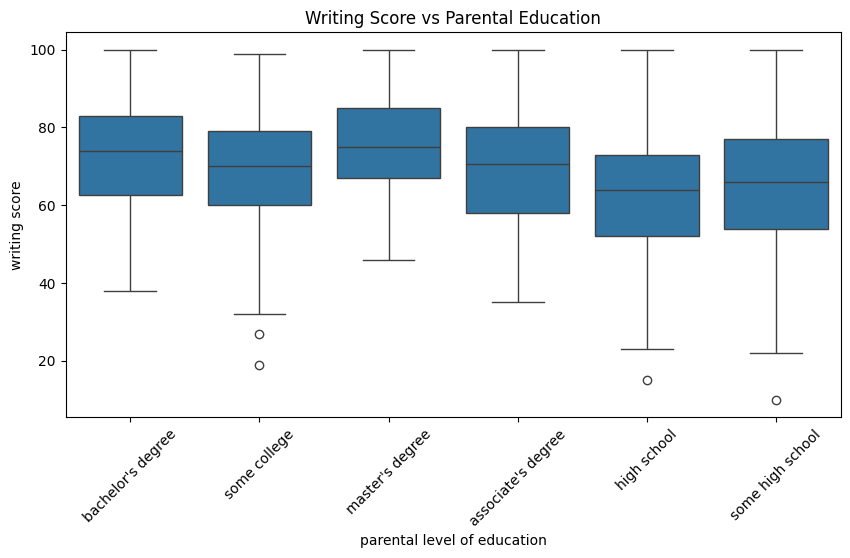 Writing Score vs Parental Education
writing score
100
80
60
40
20
bachelor's degree
some college
master's degree
associate's degree
high school
some high school
parental level of education